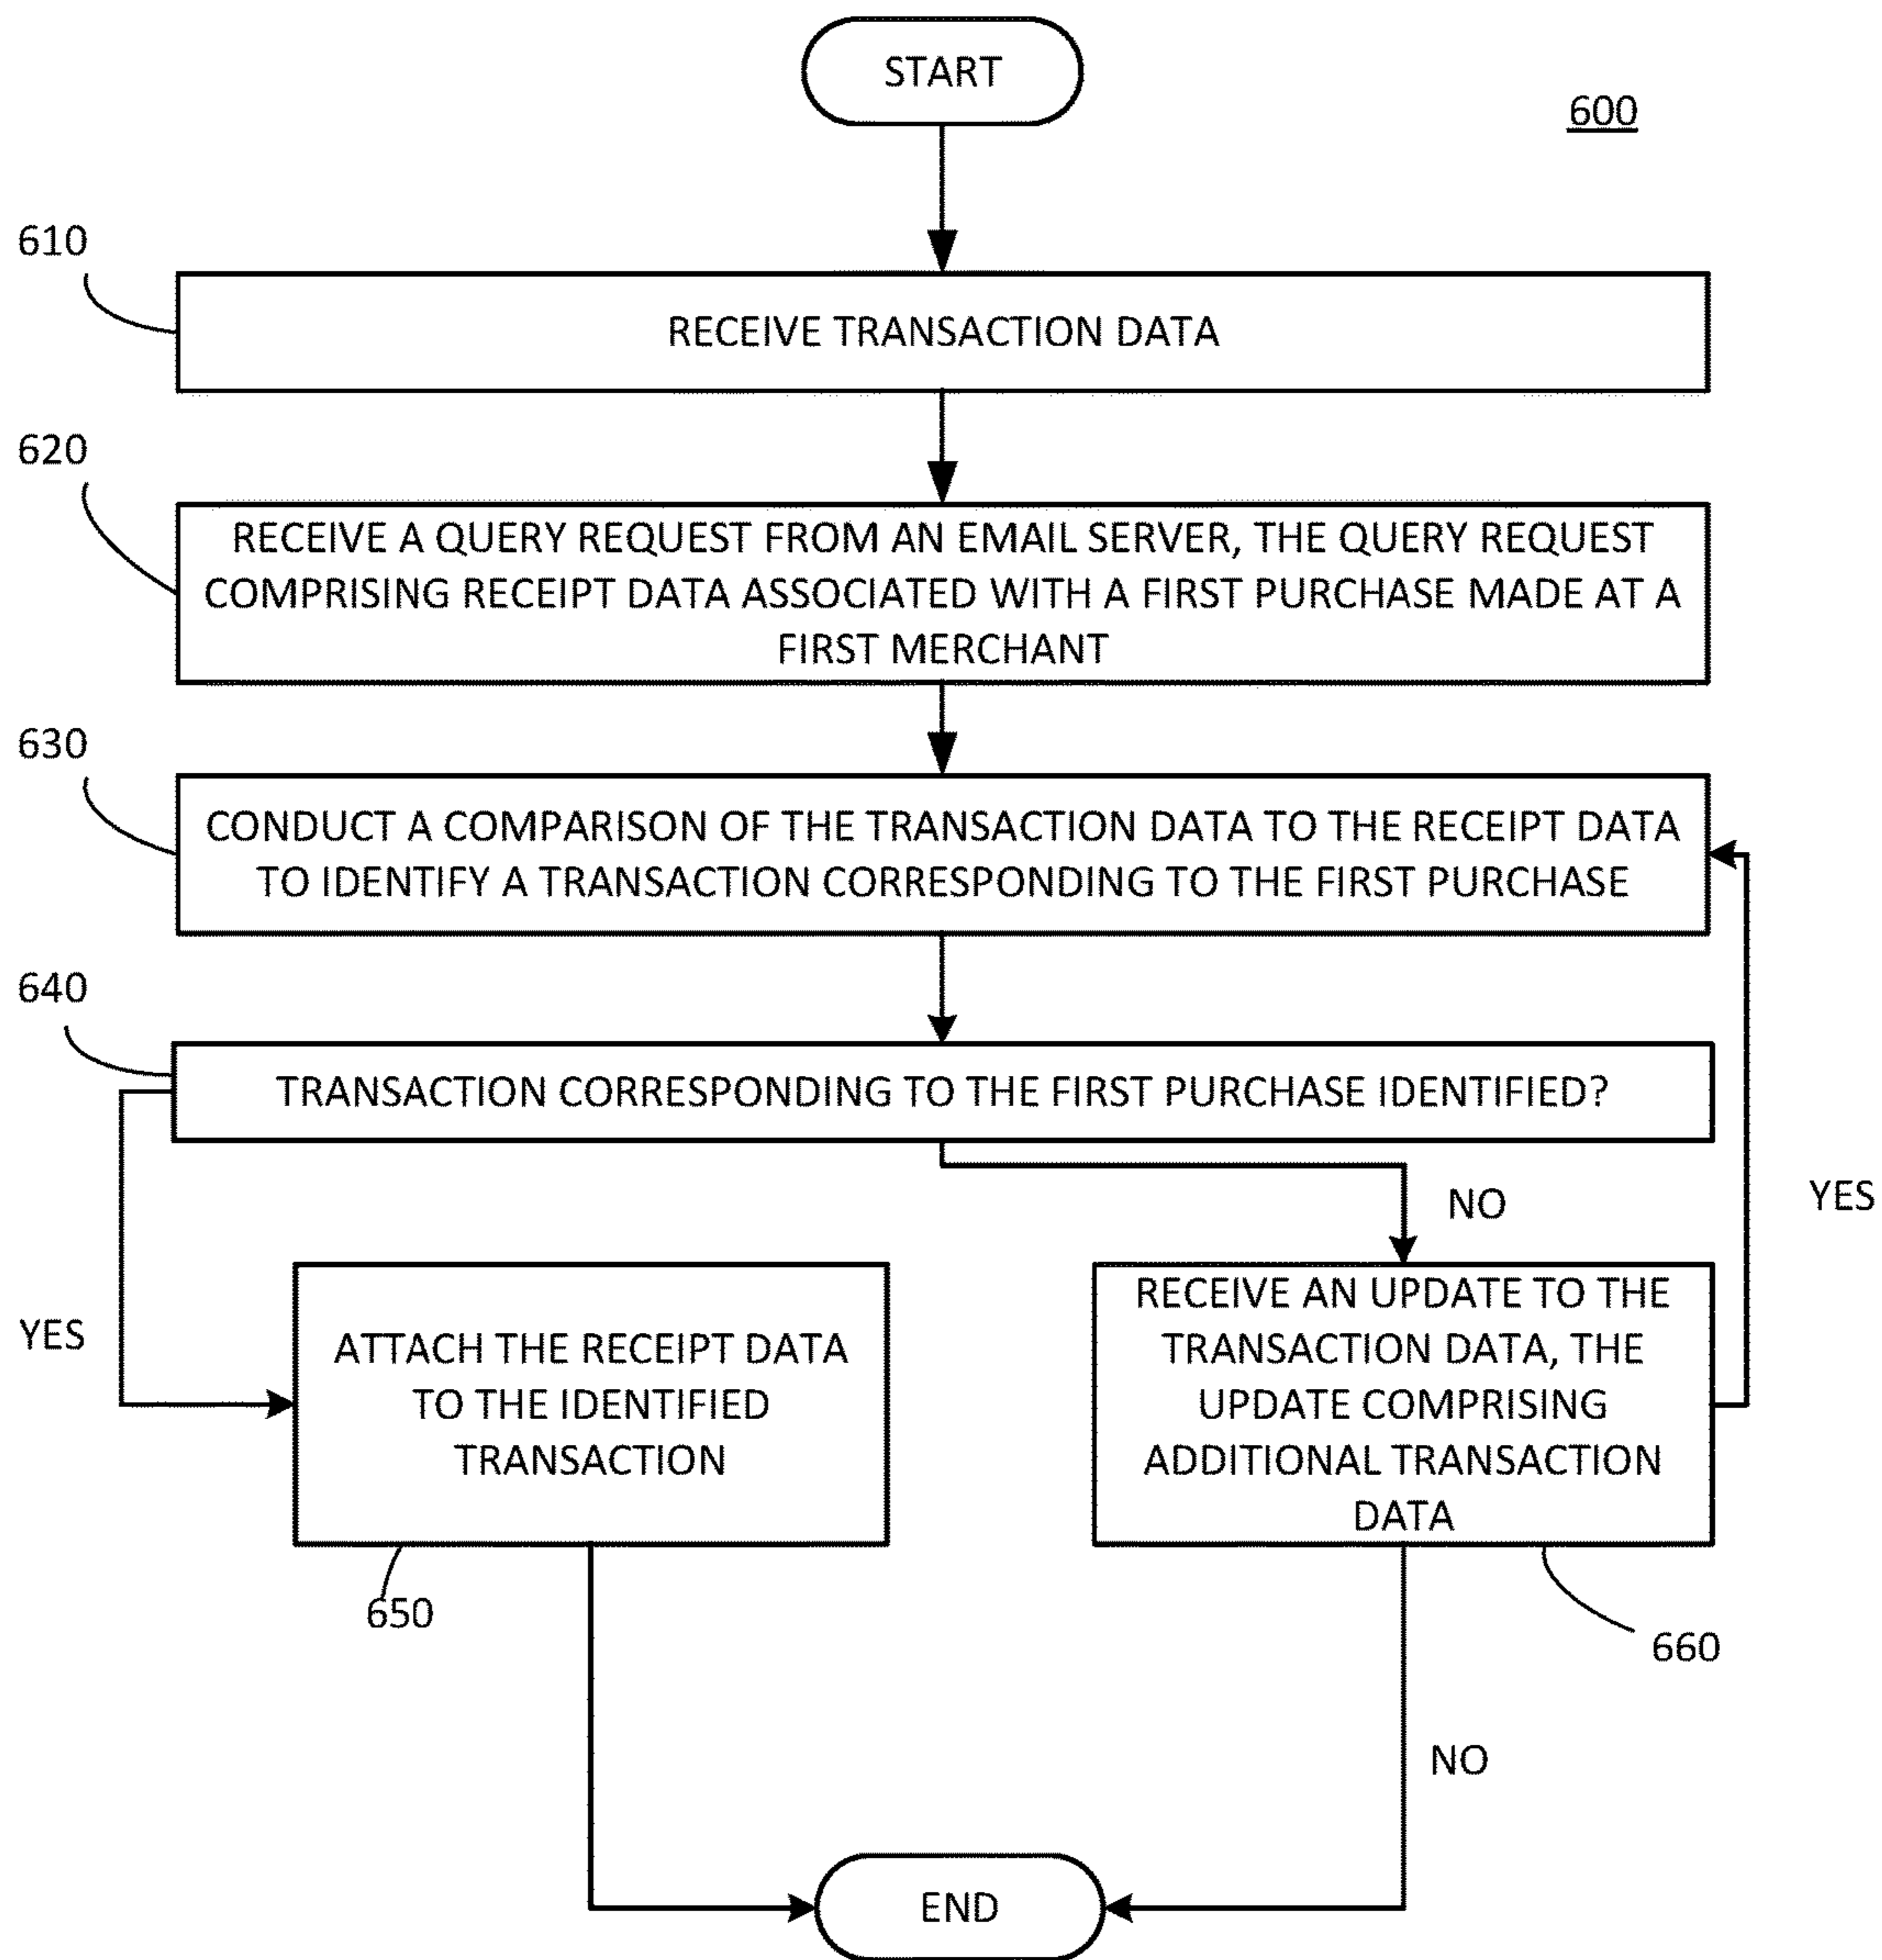 START
600
610
RECEIVE TRANSACTION DATA
620
RECEIVE A QUERY REQUEST FROM AN EMAIL SERVER, THE QUERY REQUEST
COMPRISING RECEIPT DATA ASSOCIATED WITH A FIRST PURCHASE MADE AT A
FIRST MERCHANT
630
CONDUCT A COMPARISON OF THE TRANSACTION DATA TO THE RECEIPT DATA
TO IDENTIFY A TRANSACTION CORRESPONDING TO THE FIRST PURCHASE
640
TRANSACTION CORRESPONDING TO THE FIRST PURCHASE IDENTIFIED?
YES
NO
YES
ATTACH THE RECEIPT DATA
TO THE IDENTIFIED
TRANSACTION
650
RECEIVE AN UPDATE TO THE
TRANSACTION DATA, THE
UPDATE COMPRISING
ADDITIONAL TRANSACTION
DATA
660
NO
END